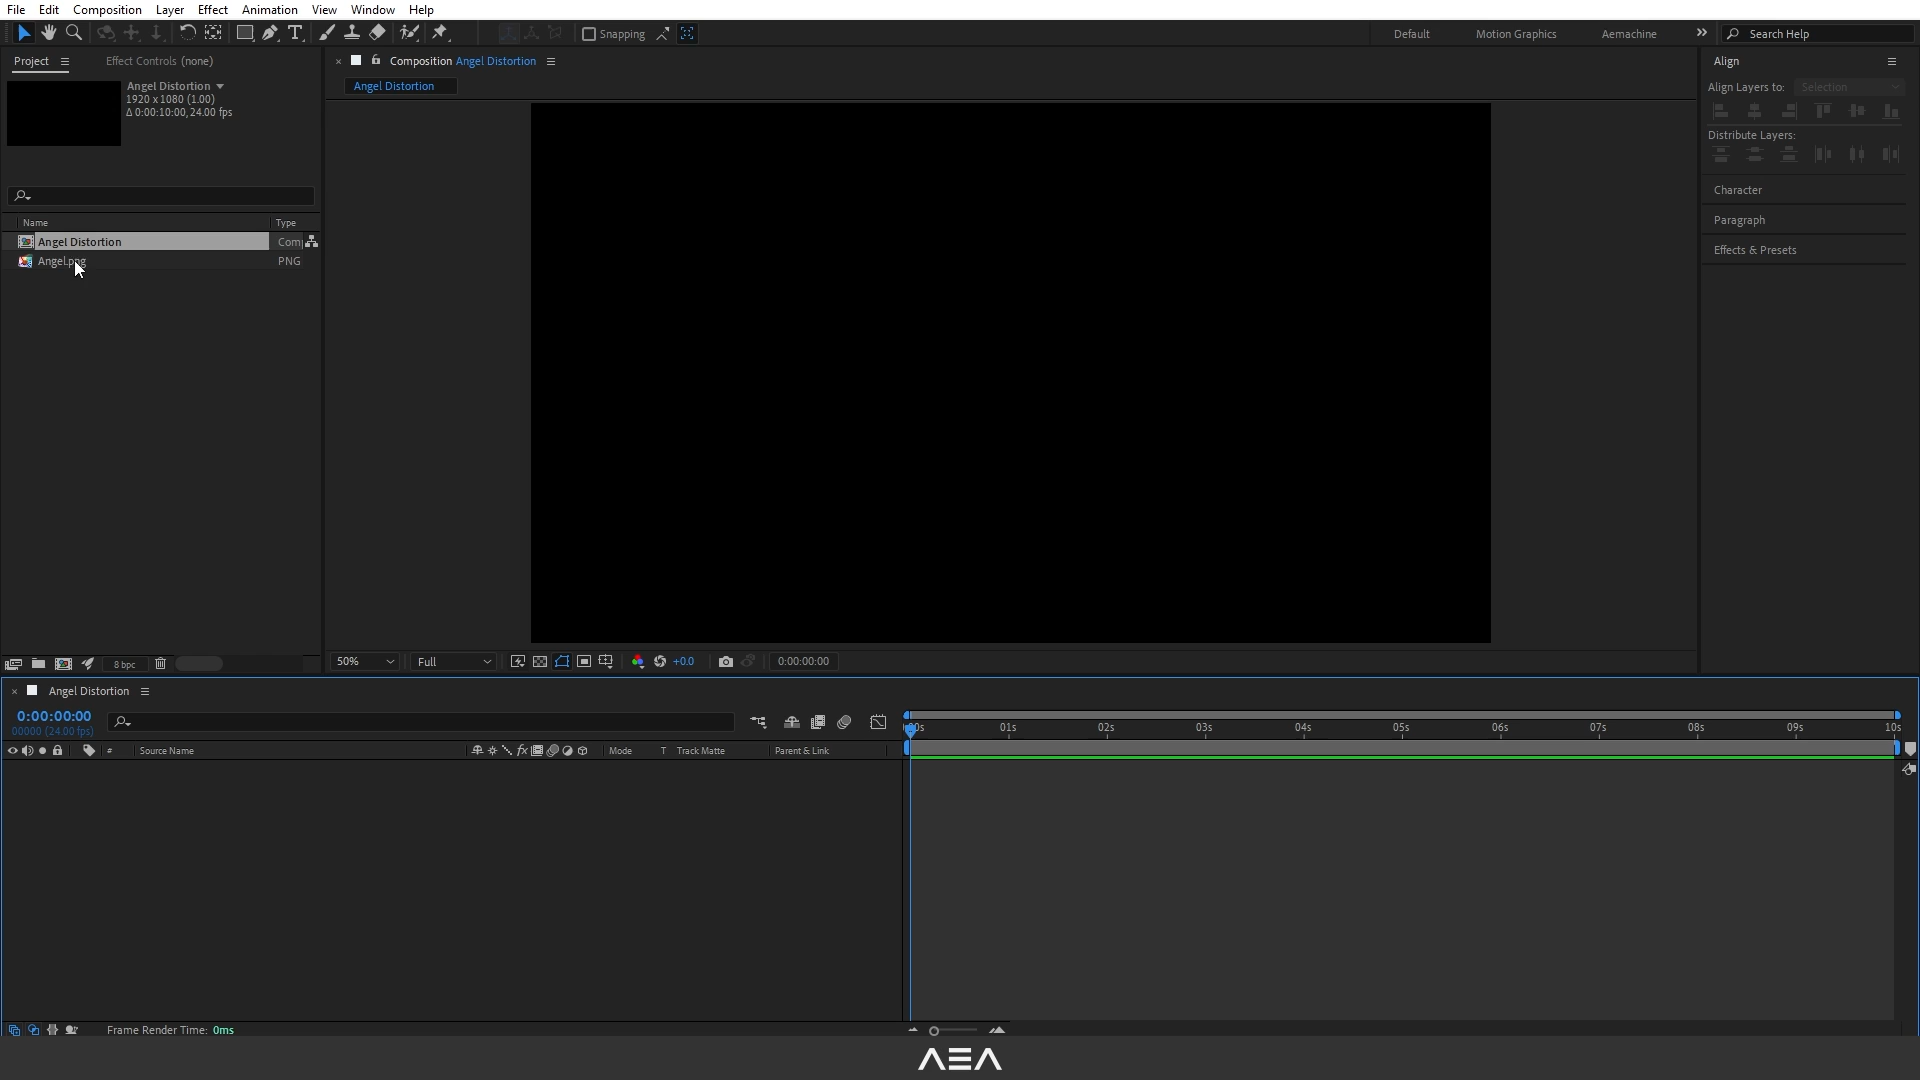 File Edit Composition Layer Effect Animation View Window Help
Snapping
Default Motion Graphics Aemachine Search Help
Project Effect Controls (none)
Angel Distortion
1920 x 1080 (1.00)
Δ 0:00:10:00, 24.00 fps
Name Type
Angel Distortion Com
Angel.png PNG
8 bpc
Composition Angel Distortion
Angel Distortion
50% Full +0.0 0:00:00:00
Align
Align Layers to: Selection
Distribute Layers:
Character
Paragraph
Effects & Presets
Angel Distortion
0:00:00:00
00000 (24.00 fps)
# Source Name Mode T Track Matte Parent & Link
00s 01s 02s 03s 04s 05s 06s 07s 08s 09s 10s
Frame Render Time: 0ms